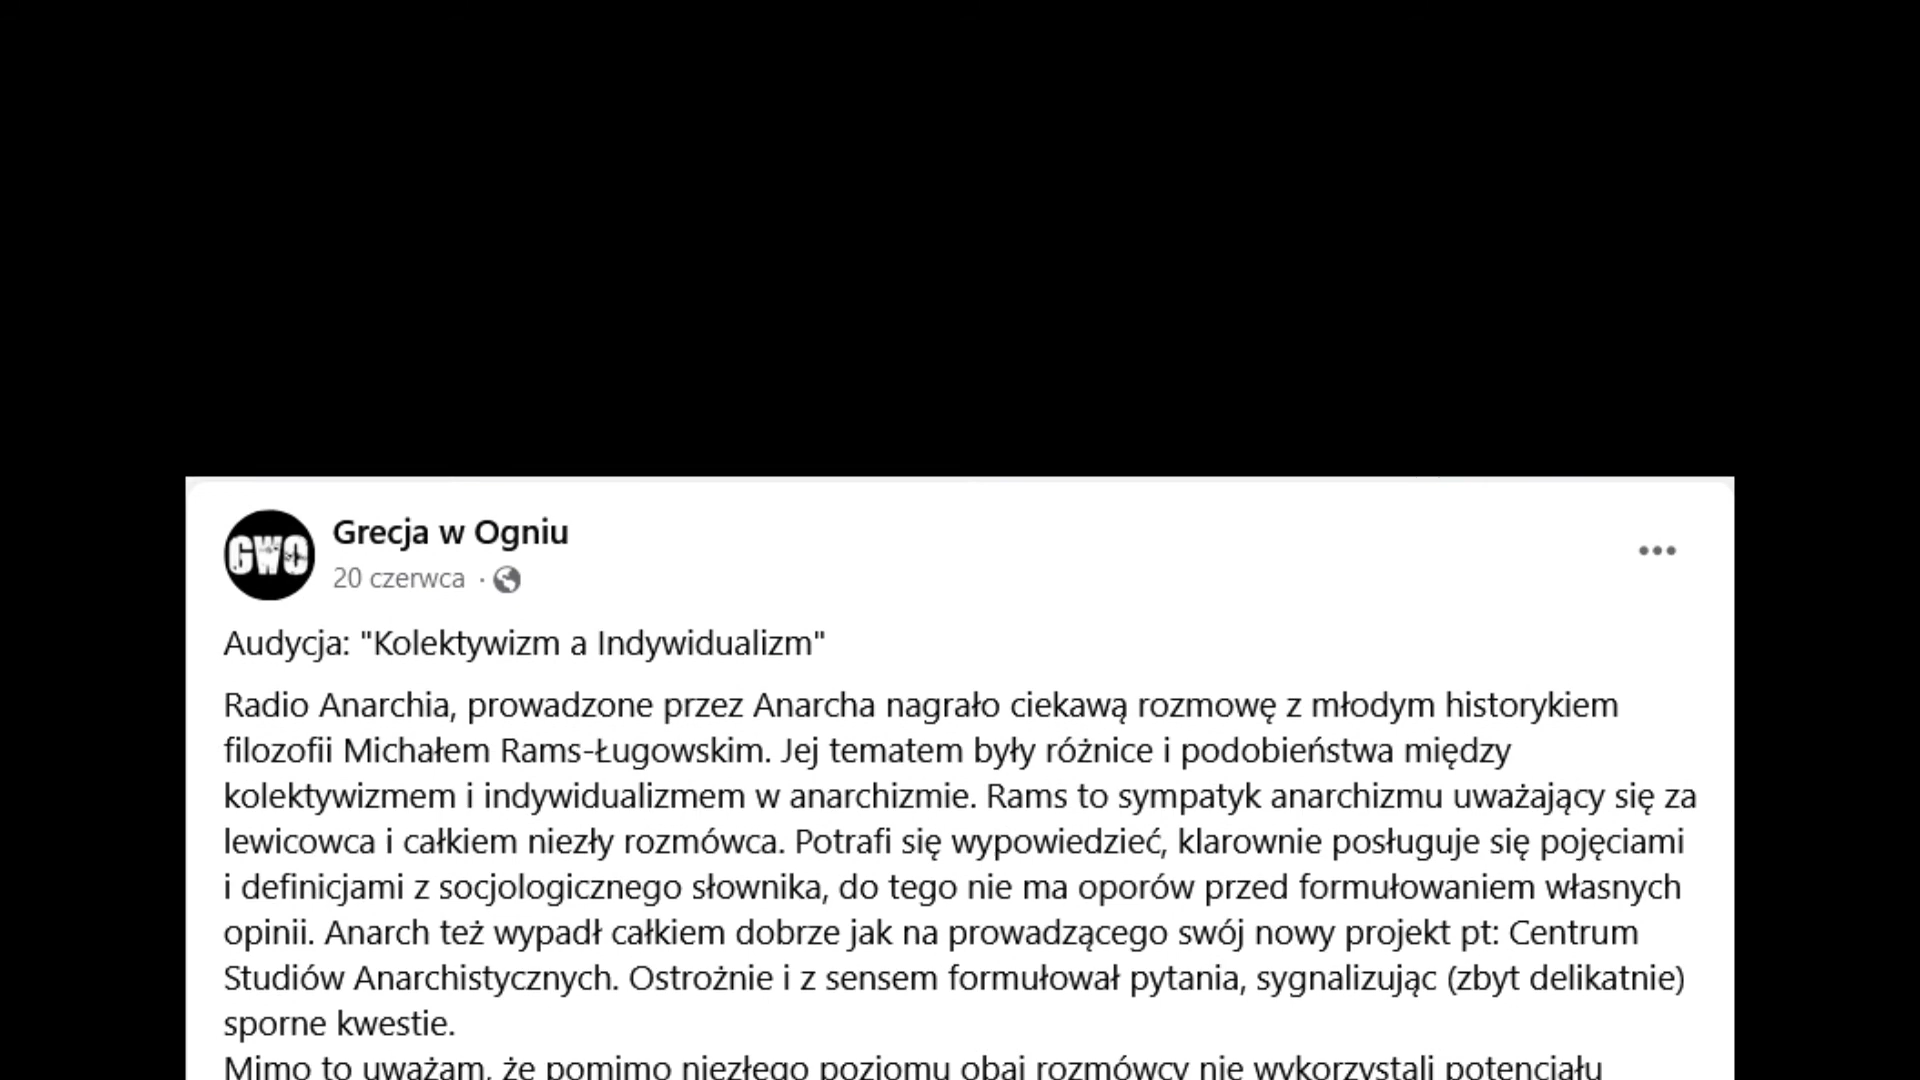 GWO
Grecja w Ogniu
20 czerwca ·
Audycja: "Kolektywizm a Indywidualizm"
Radio Anarchia, prowadzone przez Anarcha nagrało ciekawą rozmowę z młodym historykiem
filozofii Michałem Rams-Ługowskim. Jej tematem były różnice i podobieństwa między
kolektywizmem i indywidualizmem w anarchizmie. Rams to sympatyk anarchizmu uważający się za
lewicowca i całkiem niezły rozmówca. Potrafi się wypowiedzieć, klarownie posługuje się pojęciami
i definicjami z socjologicznego słownika, do tego nie ma oporów przed formułowaniem własnych
opinii. Anarch też wypadł całkiem dobrze jak na prowadzącego swój nowy projekt pt: Centrum
Studiów Anarchistycznych. Ostrożnie i z sensem formułował pytania, sygnalizując (zbyt delikatnie)
sporne kwestie.
Mimo to uważam, że pomimo niezłego poziomu obaj rozmówcy nie wykorzystali potencjału